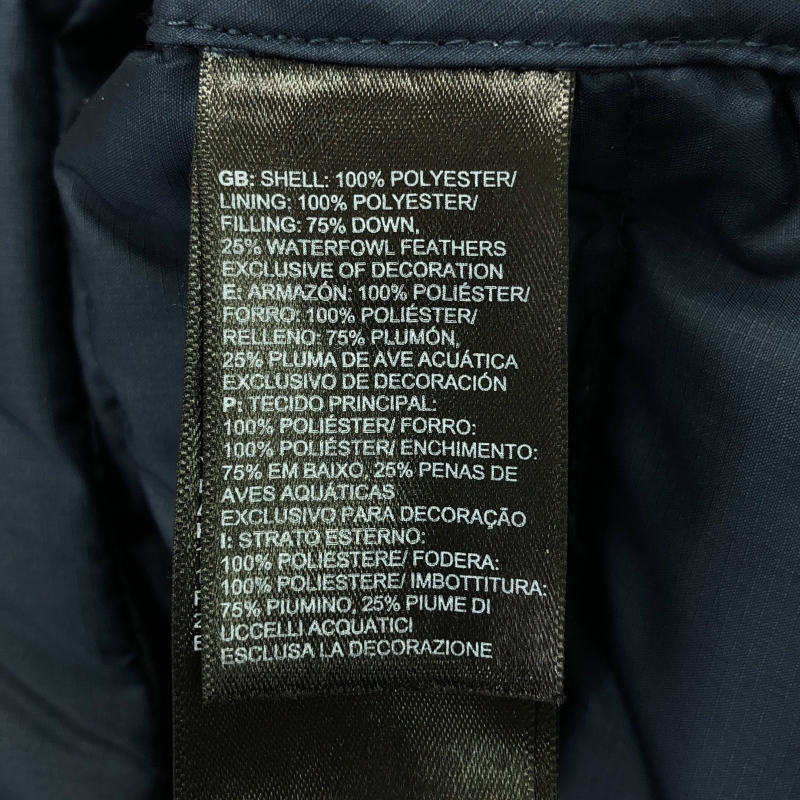 GB: SHELL: 100% POLYESTER/
LINING: 100% POLYESTER/
FILLING: 75% DOWN,
25% WATERFOWL FEATHERS
EXCLUSIVE OF DECORATION
E: ARMAZÓN: 100% POLIÉSTER/
FORRO: 100% POLIÉSTER/
RELLENO: 75% PLUMÓN,
25% PLUMA DE AVE ACUÁTICA
EXCLUSIVO DE DECORACIÓN
P: TECIDO PRINCIPAL:
100% POLIÉSTER/ FORRO:
100% POLIÉSTER/ ENCHIMENTO:
75% EM BAIXO, 25% PENAS DE
AVES AQUÁTICAS
EXCLUSIVO PARA DECORAÇÃO
I: STRATO ESTERNO:
100% POLIESTERE/ FODERA:
100% POLIESTERE/ IMBOTTITURA:
75% PIUMINO, 25% PIUME DI
UCCELLI ACQUATICI
ESCLUSA LA DECORAZIONE